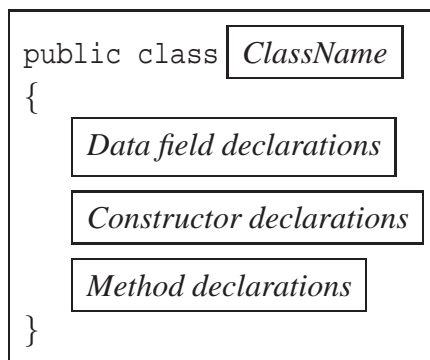 public class ClassName
{
Data field declarations
Constructor declarations
Method declarations
}